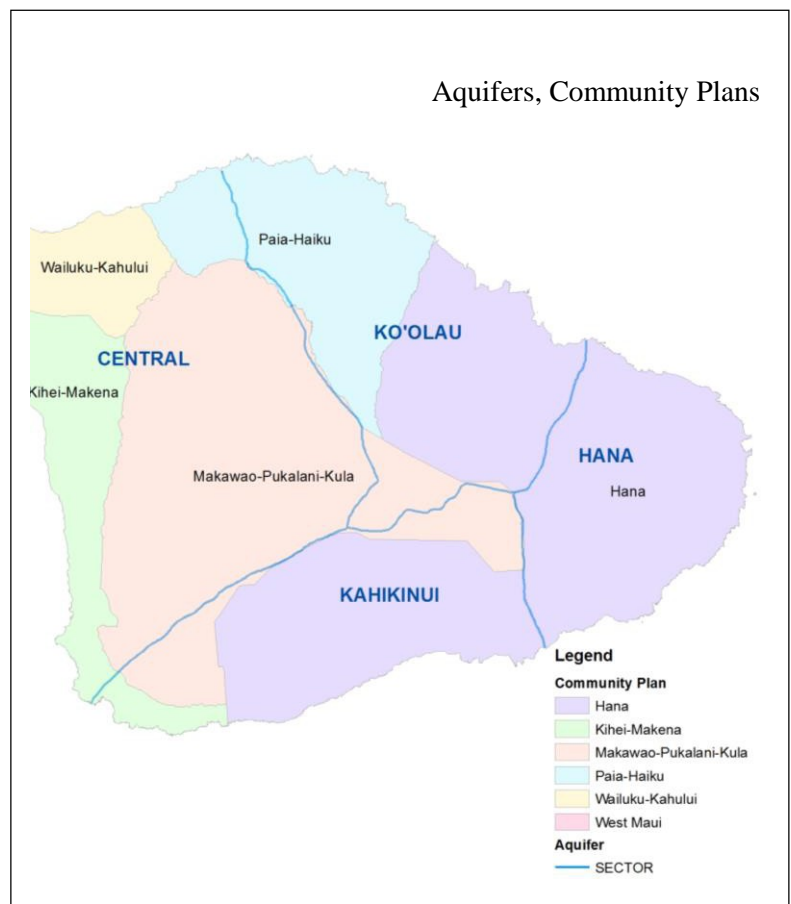 Aquifers, Community Plans
Paia-Haiku
Wailuku-Kahului
KO'OLAU
CENTRAL
Kihei-Makena
HANA
Makawao-Pukalani-Kula
Hana
KAHIKINUI
Legend
Community Plan
Hana
Kihei-Makena
Makawao-Pukalani-Kula
Paia-Haiku
Wailuku-Kahului
West Maui
Aquifer
SECTOR